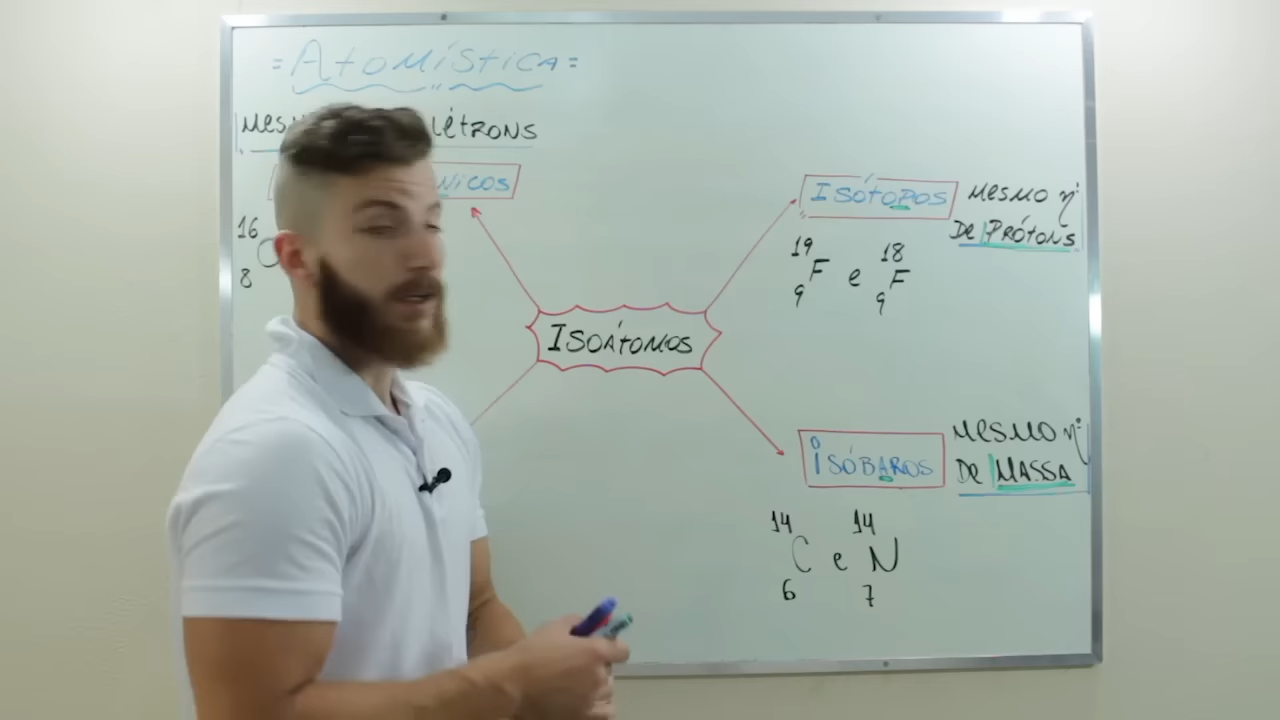 = Atomística =
Mes létrons
nicos
16
8
Isoátomos
Isótopos
mesmo nº
de Prótons
19 18
F e F
9 9
isóbaros
mesmo nº
de massa
14 14
C e N
6 7